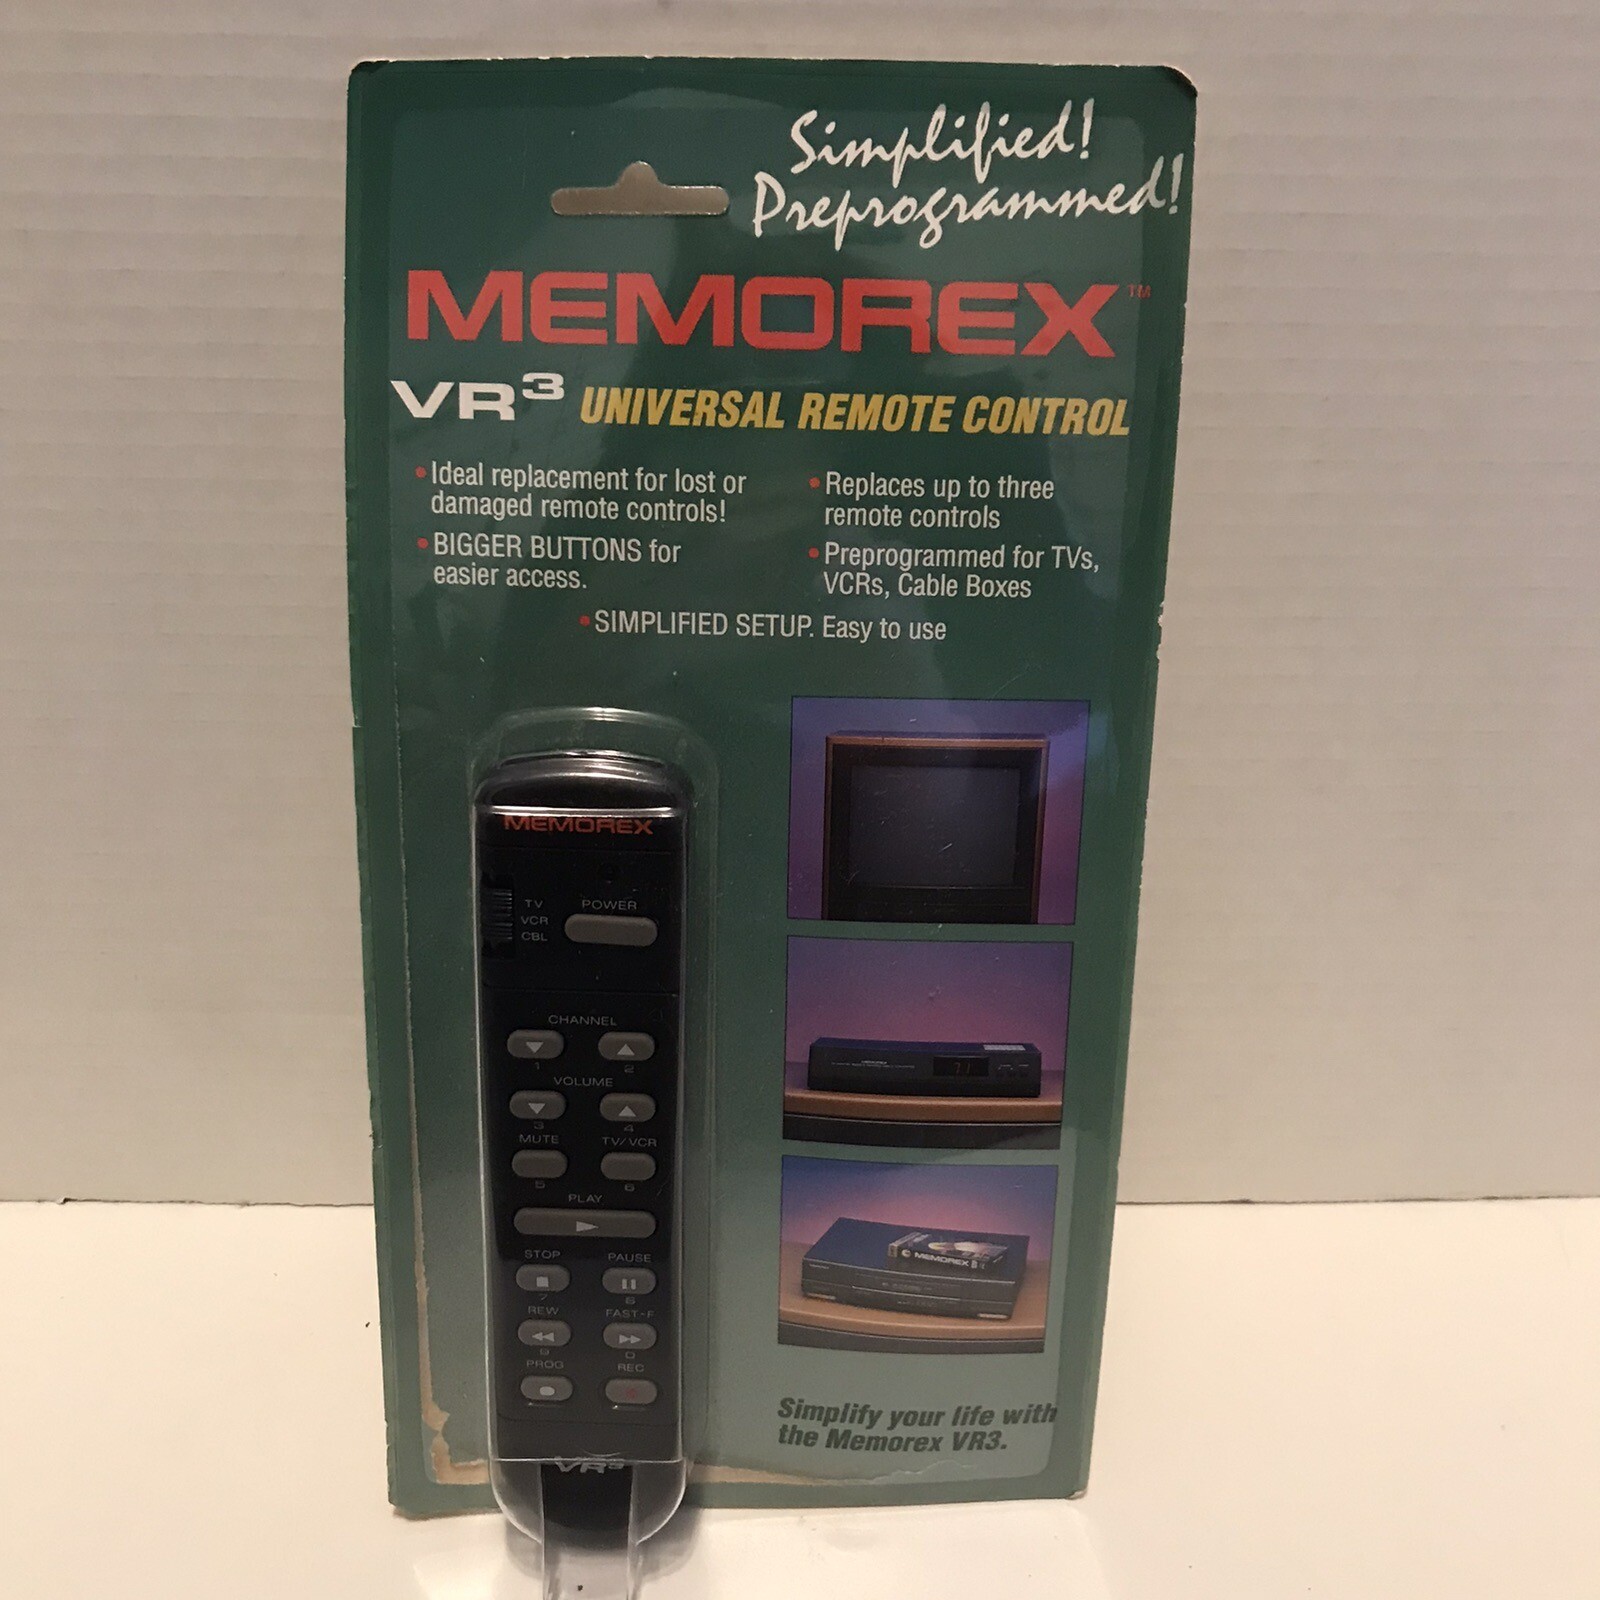 Simplified!
Preprogrammed!
MEMOREX™
VR³ UNIVERSAL REMOTE CONTROL
•Ideal replacement for lost or
damaged remote controls!
•BIGGER BUTTONS for
easier access.
•Replaces up to three
remote controls
•Preprogrammed for TVs,
VCRs, Cable Boxes
•SIMPLIFIED SETUP. Easy to use
MEMOREX
TV
VCR
CBL
POWER
CHANNEL
1 2
VOLUME
3 4
MUTE TV/VCR
5 6
PLAY
STOP PAUSE
7 8
REW FAST-F
9 0
PROG REC
VR³
MEMOREX
71
MEMOREX
Simplify your life with
the Memorex VR3.